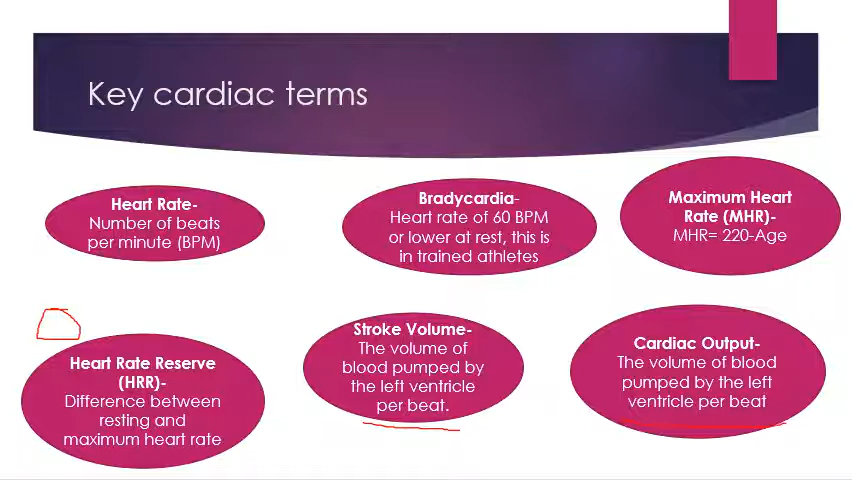 Key cardiac terms
Heart Rate-
Number of beats
per minute (BPM)
Bradycardia-
Heart rate of 60 BPM
or lower at rest, this is
in trained athletes
Maximum Heart
Rate (MHR)-
MHR= 220-Age
Heart Rate Reserve
(HRR)-
Difference between
resting and
maximum heart rate
Stroke Volume-
The volume of
blood pumped by
the left ventricle
per beat.
Cardiac Output-
The volume of blood
pumped by the left
ventricle per beat